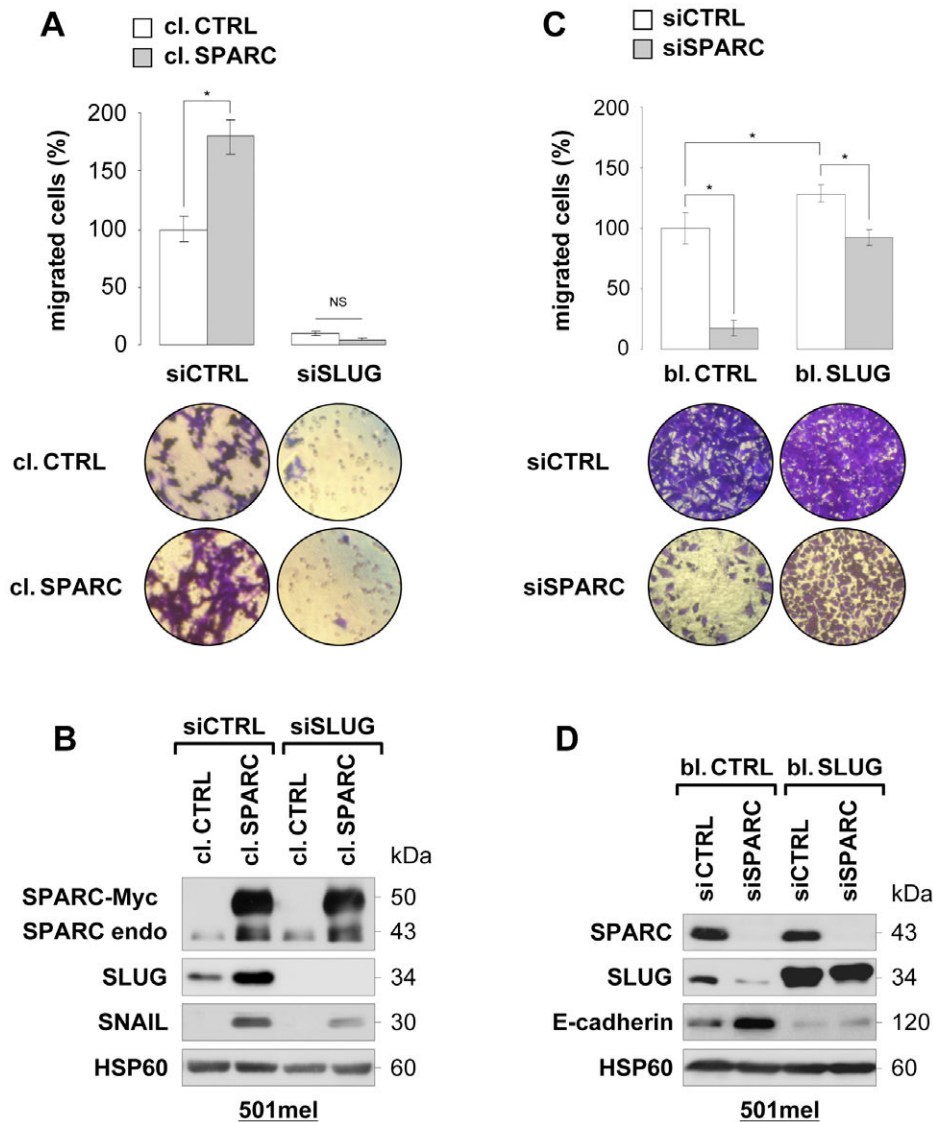 A
cl. CTRL
cl. SPARC
migrated cells (%)
200
150
100
50
0
*
NS
siCTRL siSLUG
cl. CTRL
cl. SPARC
B
siCTRL siSLUG
cl. CTRL cl. SPARC cl. CTRL cl. SPARC kDa
SPARC-Myc 50
SPARC endo 43
SLUG 34
SNAIL 30
HSP60 60
501mel
C
siCTRL
siSPARC
migrated cells (%)
200
150
100
50
0
*
*
*
bl. CTRL bl. SLUG
siCTRL
siSPARC
D
bl. CTRL bl. SLUG
siCTRL siSPARC siCTRL siSPARC kDa
SPARC 43
SLUG 34
E-cadherin 120
HSP60 60
501mel